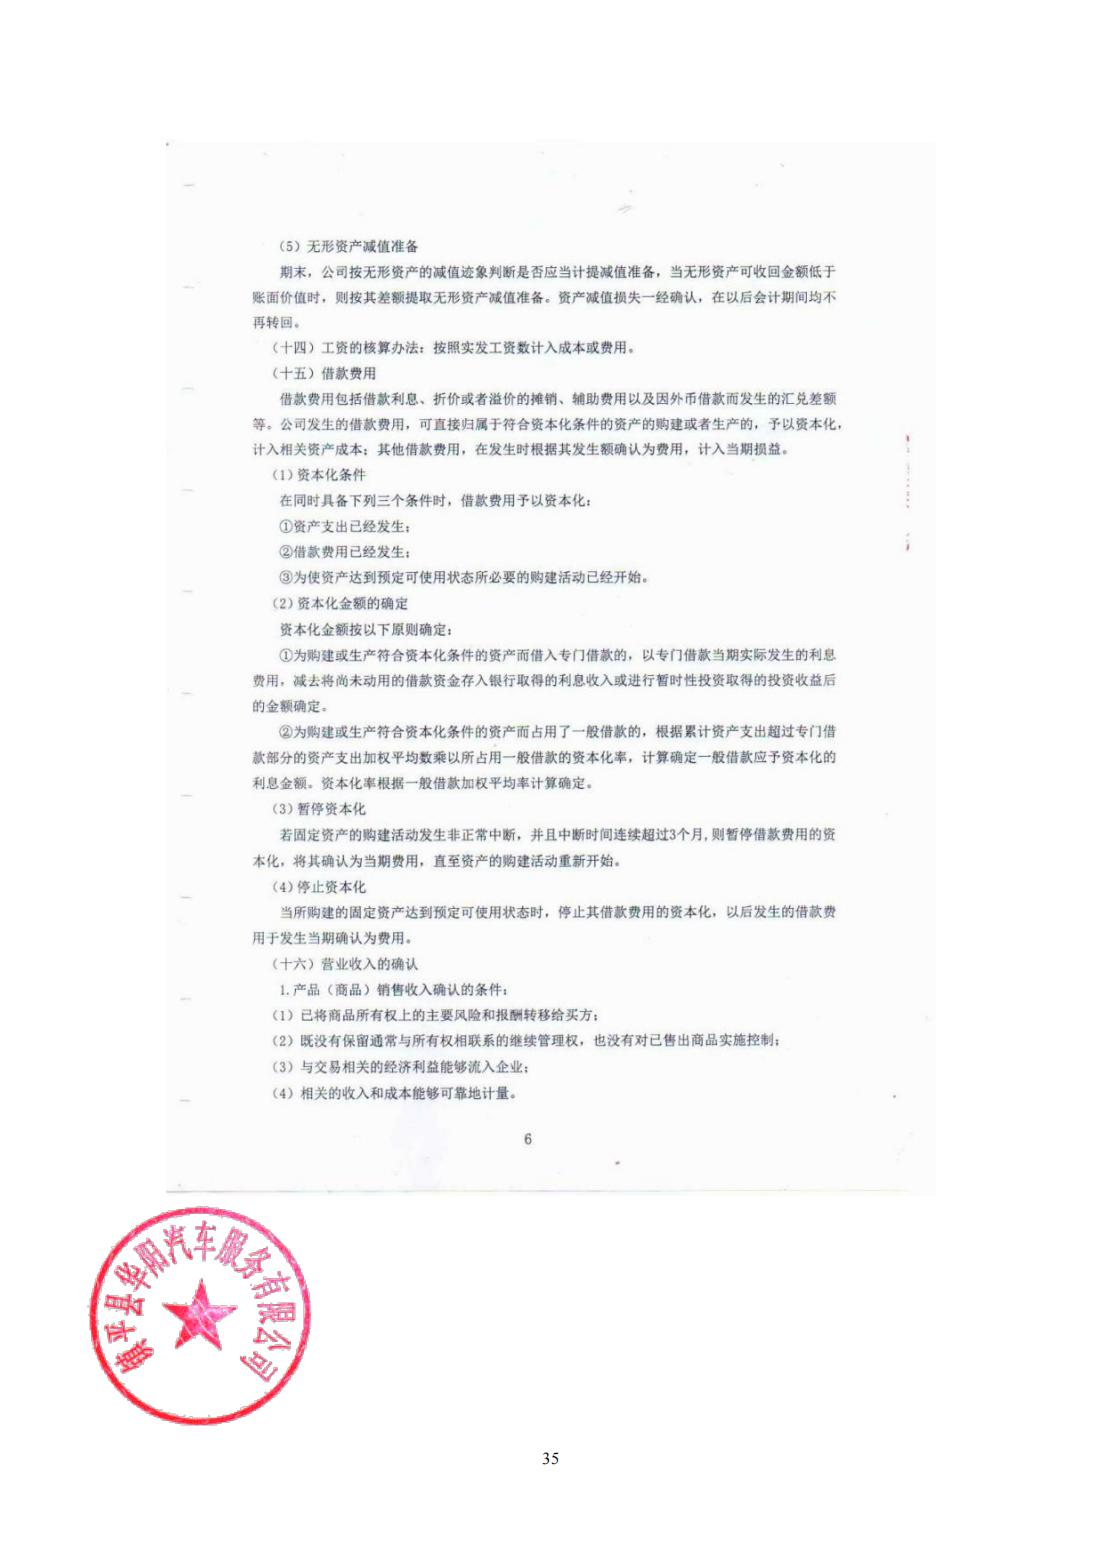 （5）无形资产减值准备
期末，公司按无形资产的减值迹象判断是否应当计提减值准备，当无形资产可收回金额低于
账面价值时，则按其差额提取无形资产减值准备。资产减值损失一经确认，在以后会计期间均不
再转回。
（十四）工资的核算办法：按照实发工资数计入成本或费用。
（十五）借款费用
借款费用包括借款利息、折价或者溢价的摊销、辅助费用以及因外币借款而发生的汇兑差额
等。公司发生的借款费用，可直接归属于符合资本化条件的资产的购建或者生产的，予以资本化，
计入相关资产成本；其他借款费用，在发生时根据其发生额确认为费用，计入当期损益。
(1)资本化条件
在同时具备下列三个条件时，借款费用予以资本化：
①资产支出已经发生；
②借款费用已经发生；
③为使资产达到预定可使用状态所必要的购建活动已经开始。
(2)资本化金额的确定
资本化金额按以下原则确定：
①为购建或生产符合资本化条件的资产而借入专门借款的，以专门借款当期实际发生的利息
费用，减去将尚未动用的借款资金存入银行取得的利息收入或进行暂时性投资取得的投资收益后
的金额确定。
②为购建或生产符合资本化条件的资产而占用了一般借款的，根据累计资产支出超过专门借
款部分的资产支出加权平均数乘以所占用一般借款的资本化率，计算确定一般借款应予资本化的
利息金额。资本化率根据一般借款加权平均率计算确定。
(3)暂停资本化
若固定资产的购建活动发生非正常中断，并且中断时间连续超过3个月,则暂停借款费用的资
本化，将其确认为当期费用，直至资产的购建活动重新开始。
(4)停止资本化
当所购建的固定资产达到预定可使用状态时，停止其借款费用的资本化，以后发生的借款费
用于发生当期确认为费用。
（十六）营业收入的确认
1.产品（商品）销售收入确认的条件：
（1）已将商品所有权上的主要风险和报酬转移给买方；
（2）既没有保留通常与所有权相联系的继续管理权，也没有对已售出商品实施控制；
（3）与交易相关的经济利益能够流入企业；
（4）相关的收入和成本能够可靠地计量。
6
镇平县华阳汽车服务有限公司
35